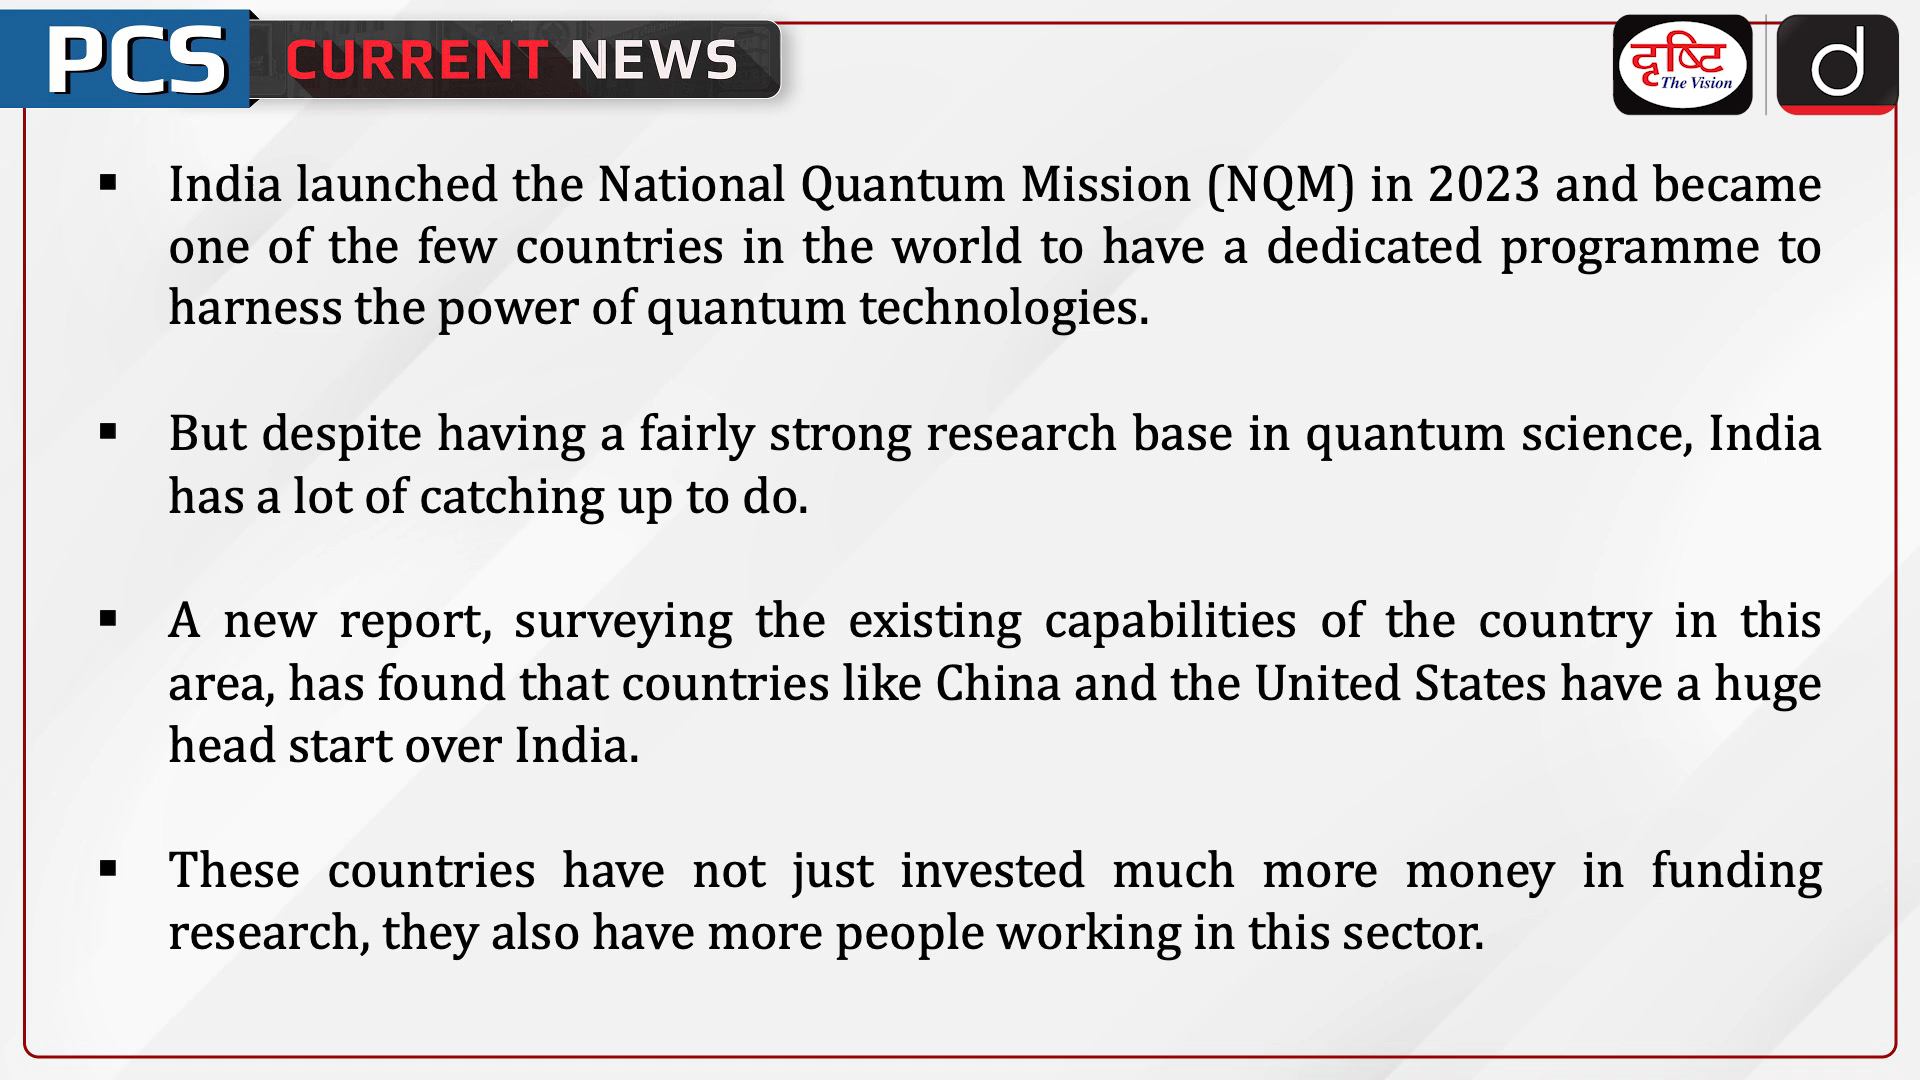 PCS CURRENT NEWS
दृष्टि
The Vision
d
▪ India launched the National Quantum Mission (NQM) in 2023 and became
one of the few countries in the world to have a dedicated programme to
harness the power of quantum technologies.
▪ But despite having a fairly strong research base in quantum science, India
has a lot of catching up to do.
▪ A new report, surveying the existing capabilities of the country in this
area, has found that countries like China and the United States have a huge
head start over India.
▪ These countries have not just invested much more money in funding
research, they also have more people working in this sector.